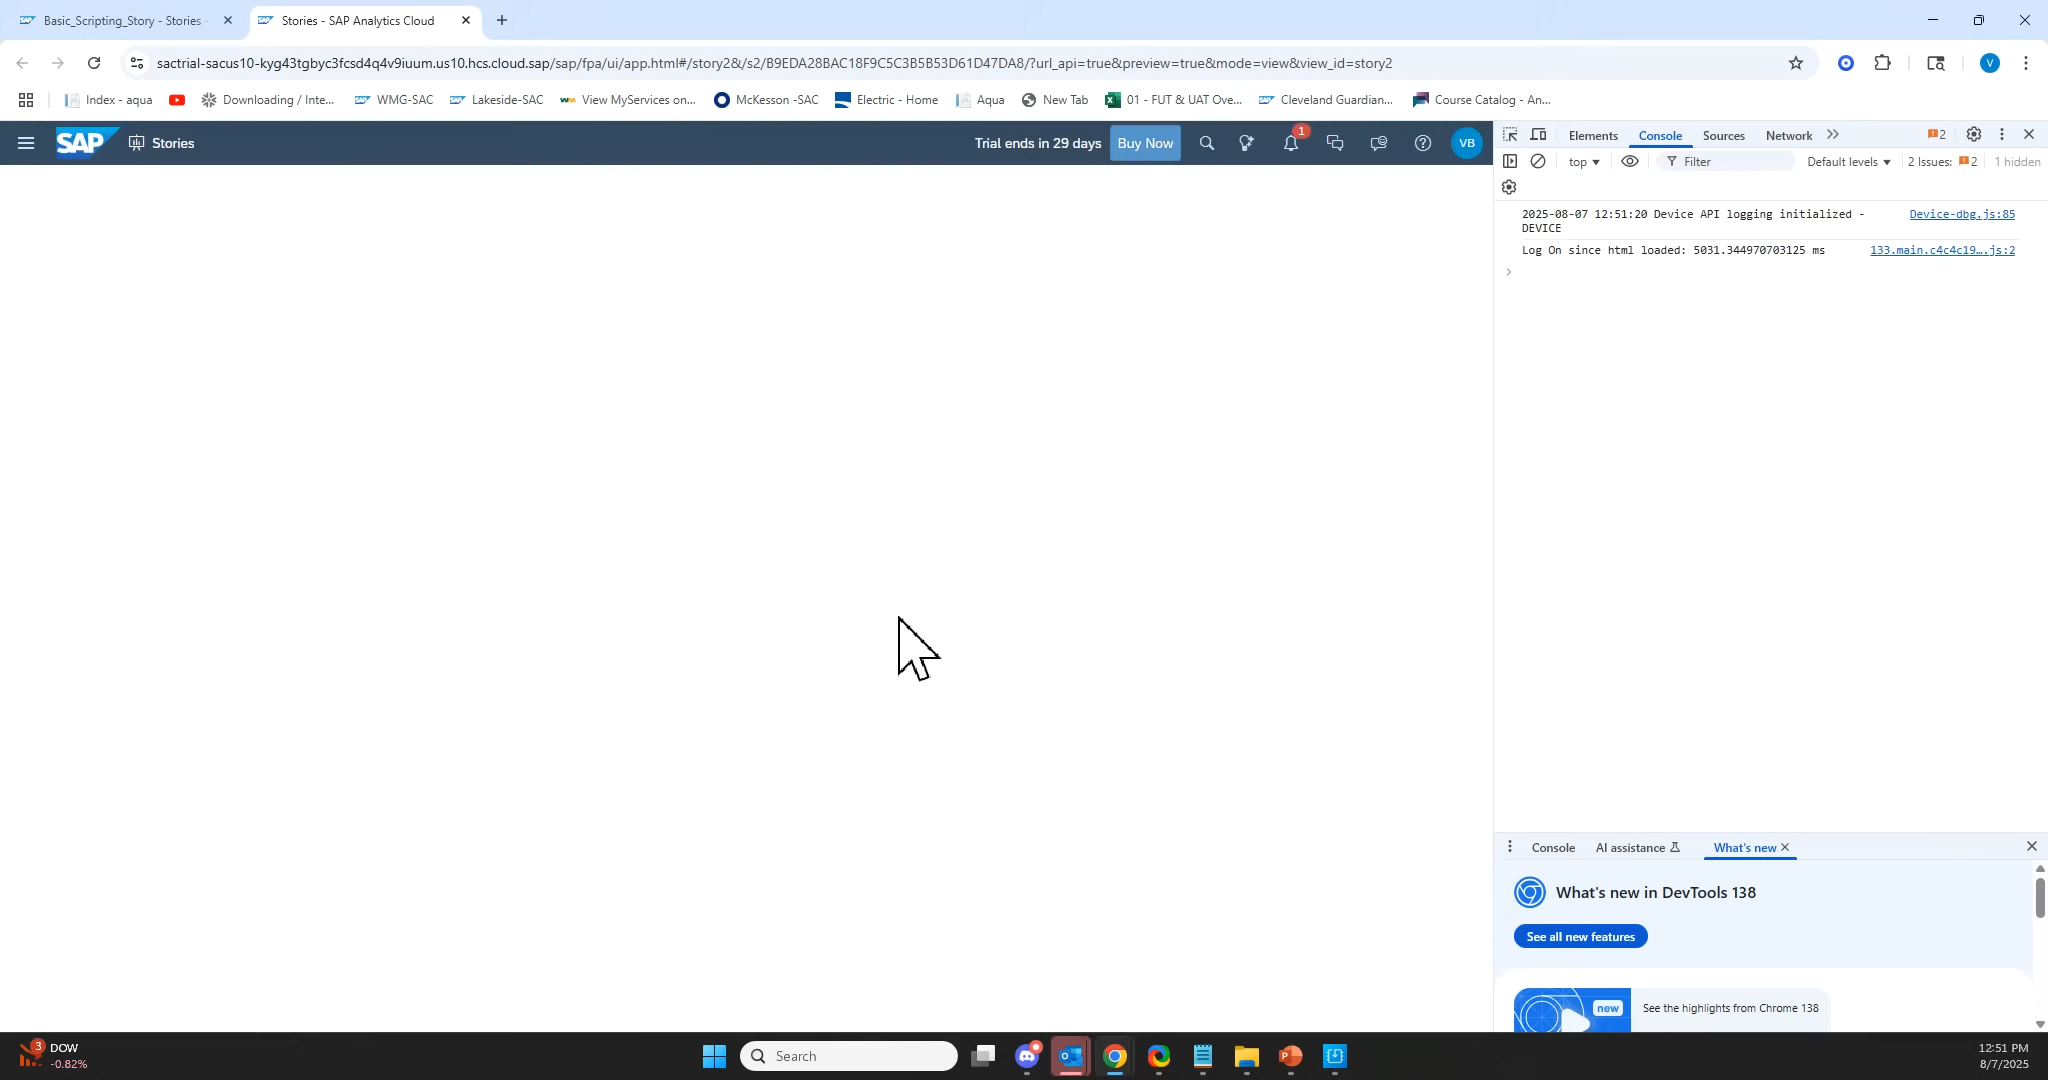 Basic_Scripting_Story - Stories
Stories - SAP Analytics Cloud
sactrial-sacus10-kyg43tgbyc3fcsd4q4v9iuum.us10.hcs.cloud.sap/sap/fpa/ui/app.html#/story2&/s2/B9EDA28BAC18F9C5C3B5B53D61D47DA8/?url_api=true&preview=true&mode=view&view_id=story2
V
Index - aqua
Downloading / Inte...
WMG-SAC
Lakeside-SAC
View MyServices on...
McKesson -SAC
Electric - Home
Aqua
New Tab
01 - FUT & UAT Ove...
Cleveland Guardian...
Course Catalog - An...
SAP Stories
Trial ends in 29 days Buy Now
1
VB
Elements Console Sources Network 2
top Filter Default levels 2 Issues: 2 1 hidden
2025-08-07 12:51:20 Device API logging initialized - Device-dbg.js:85
DEVICE
Log On since html loaded: 5031.344970703125 ms 133.main.c4c4c19….js:2
Console AI assistance What's new
What's new in DevTools 138
See all new features
new
See the highlights from Chrome 138
3
DOW
-0.82%
Search
12:51 PM
8/7/2025